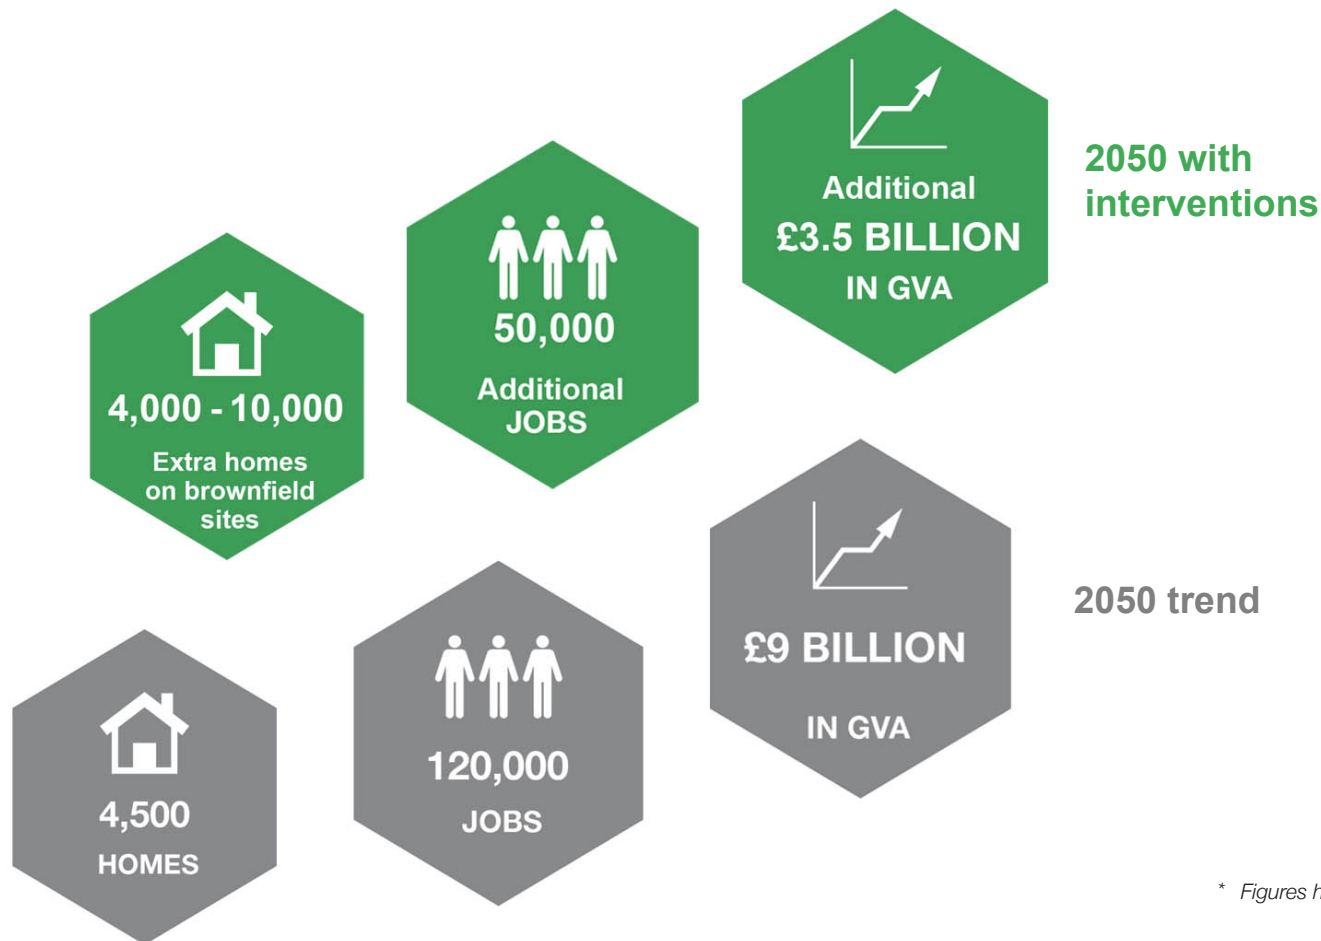 Additional
£3.5 BILLION
IN GVA
2050 with
interventions
50,000
Additional
JOBS
4,000 - 10,000
Extra homes
on brownfield
sites
£9 BILLION
IN GVA
2050 trend
120,000
JOBS
4,500
HOMES
* Figures